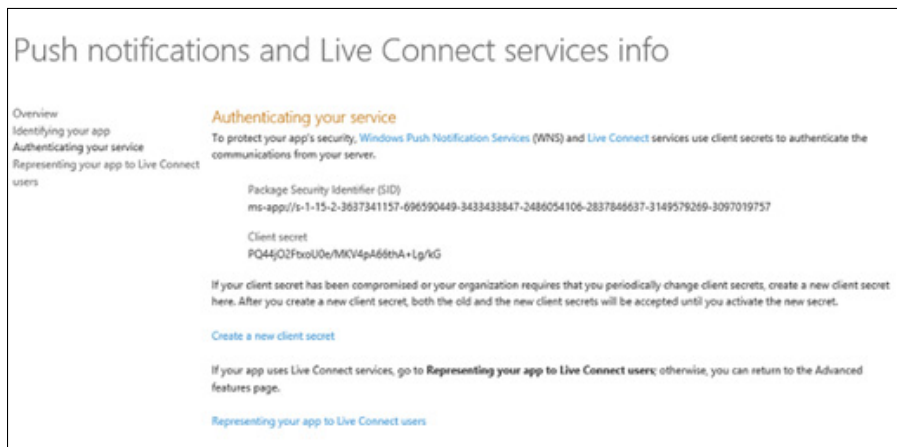 Push notifications and Live Connect services info
Overview
Identifying your app
Authenticating your service
Representing your app to Live Connect
users
Authenticating your service
To protect your app's security, Windows Push Notification Services (WNS) and Live Connect services use client secrets to authenticate the
communications from your server.
Package Security Identifier (SID)
ms-app://s-1-15-2-3637341157-696590449-3433433847-2486054106-2837846637-3149579269-3097019757
Client secret
PQ44jO2FtxoU0e/MKV4pA66thA+Lg/kG
If your client secret has been compromised or your organization requires that you periodically change client secrets, create a new client secret
here. After you create a new client secret, both the old and the new client secrets will be accepted until you activate the new secret.
Create a new client secret
If your app uses Live Connect services, go to Representing your app to Live Connect users; otherwise, you can return to the Advanced
features page.
Representing your app to Live Connect users